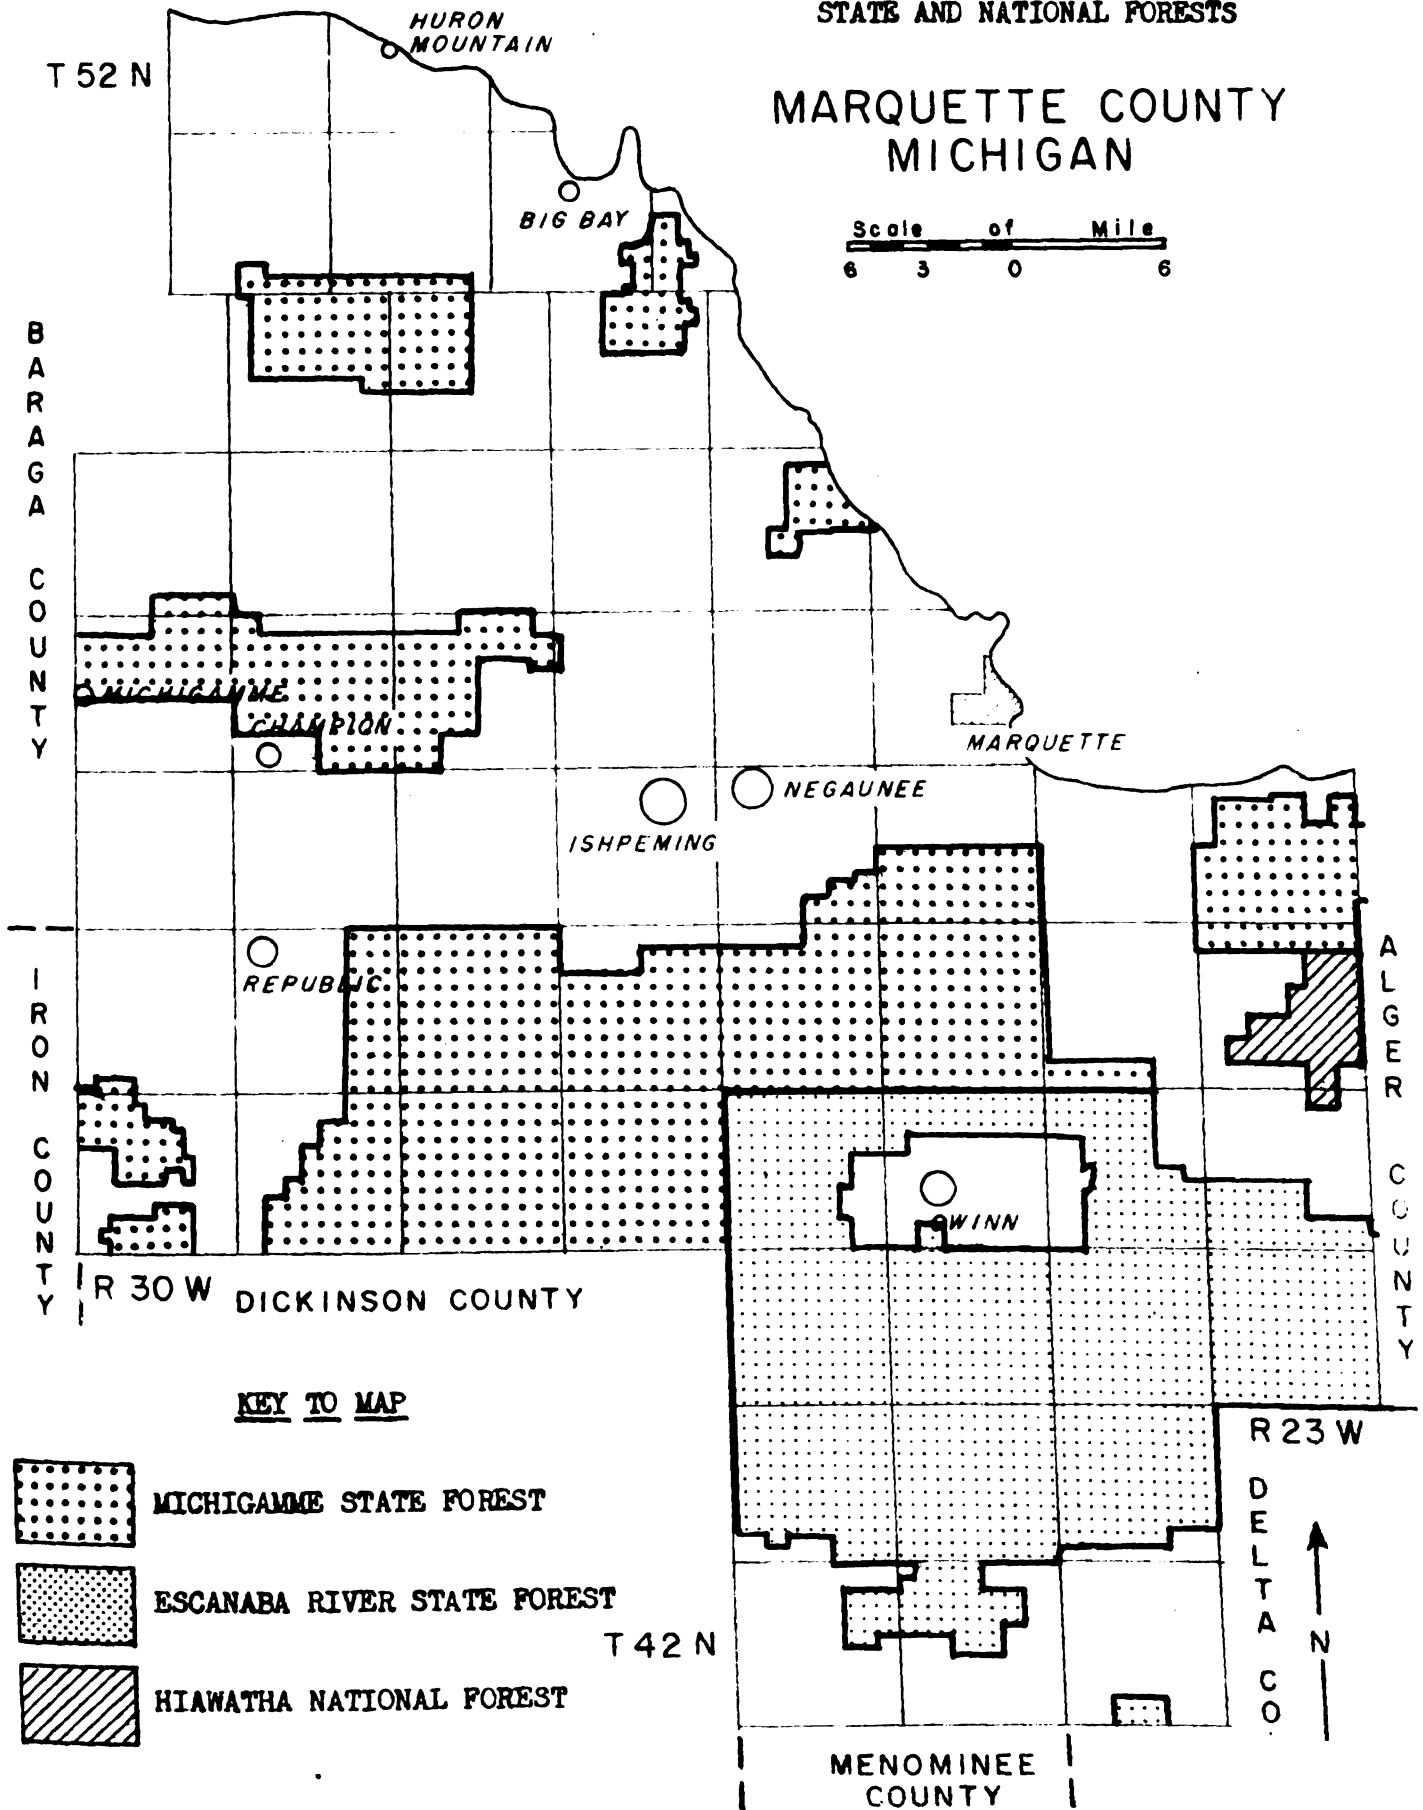 STATE AND NATIONAL FORESTS
MARQUETTE COUNTY
MICHIGAN
Scale of Mile
6 3 0 6
HURON
MOUNTAIN
T 52 N
BIG BAY
BARAGA COUNTY
MICHIGAMME
CHAMPION
MARQUETTE
NEGAUNEE
ISHPEMING
REPUBLIC
IRON COUNTY
ALGER COUNTY
GWINN
R 30 W
DICKINSON COUNTY
R 23 W
KEY TO MAP
MICHIGAMME STATE FOREST
ESCANABA RIVER STATE FOREST
HIAWATHA NATIONAL FOREST
T 42 N
DELTA CO
N
MENOMINEE
COUNTY